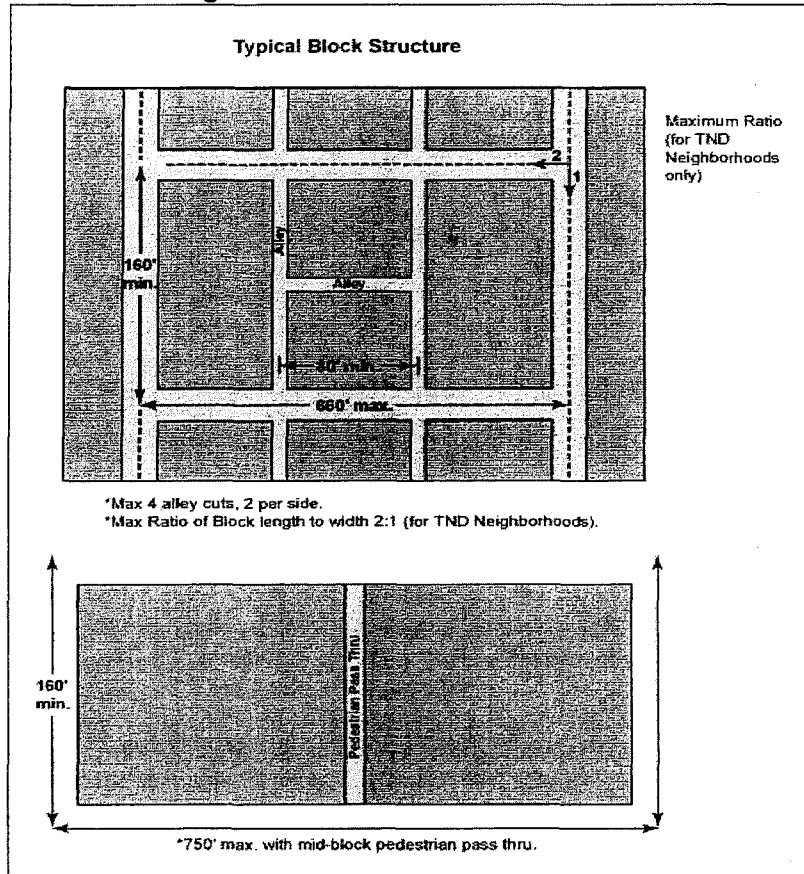 Typical Block Structure
Maximum Ratio
(for TND
Neighborhoods
only)
2
1
Alley
160'
min.
Alley
min.
660' max.
*Max 4 alley cuts, 2 per side.
*Max Ratio of Block length to width 2:1 (for TND Neighborhoods).
160'
min.
Pedestrian Pass Thru
*750' max. with mid-block pedestrian pass thru.